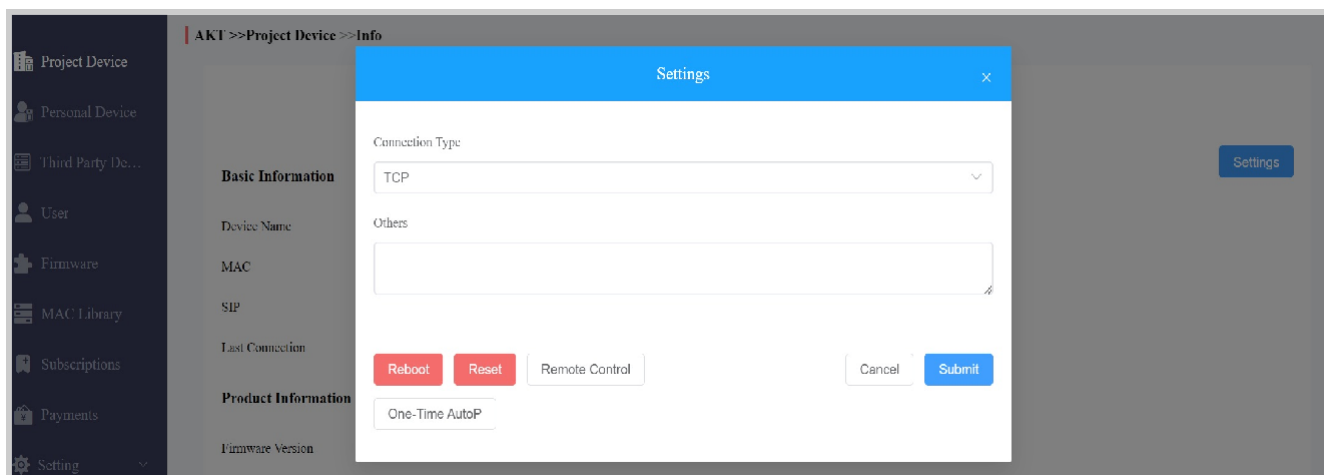 AKT >>Project Device >>Info
Project Device
Personal Device
Third Party De...
User
Firmware
MAC Library
Subscriptions
Payments
Setting
Basic Information
Device Name
MAC
SIP
Last Connection
Product Information
Firmware Version
Settings
Settings
×
Connection Type
TCP
Others
Reboot Reset Remote Control Cancel Submit
One-Time AutoP